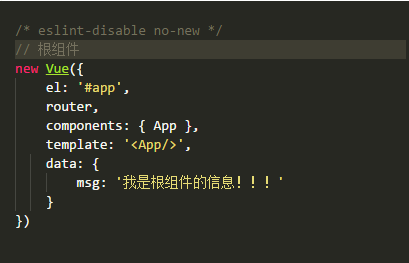 /* eslint-disable no-new */
// 根组件
new Vue({
    el: '#app',
    router,
    components: { App },
    template: '<App/>',
    data: {
        msg: '我是根组件的信息！！！'
    }
})